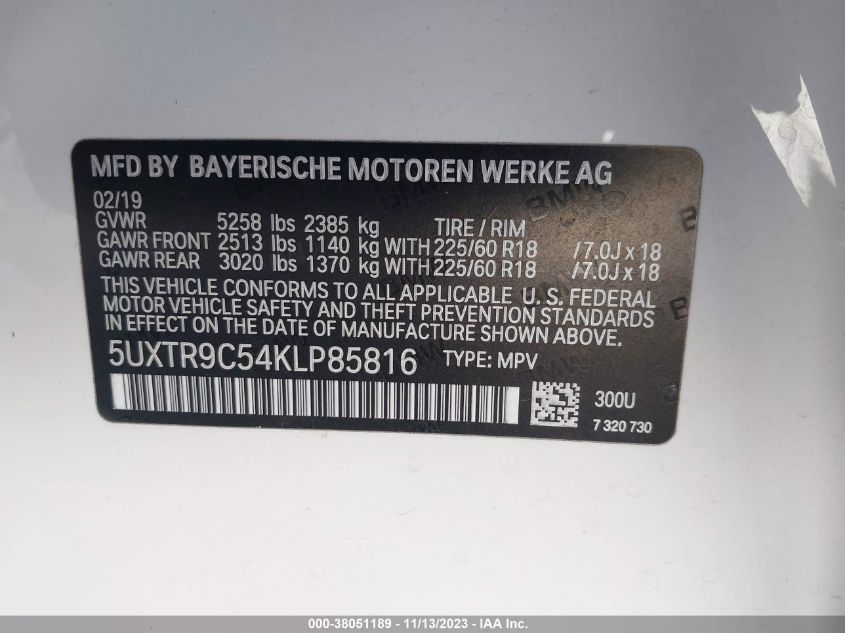 MFD BY BAYERISCHE MOTOREN WERKE AG
02/19
GVWR 5258 lbs 2385 kg TIRE / RIM
GAWR FRONT 2513 lbs 1140 kg WITH 225/60 R18 / 7.0J x 18
GAWR REAR 3020 lbs 1370 kg WITH 225/60 R18 / 7.0J x 18
THIS VEHICLE CONFORMS TO ALL APPLICABLE U. S. FEDERAL
MOTOR VEHICLE SAFETY AND THEFT PREVENTION STANDARDS
IN EFFECT ON THE DATE OF MANUFACTURE SHOWN ABOVE.
5UXTR9C54KLP85816 TYPE: MPV
300U
7 320 730
000-38051189 - 11/13/2023 - IAA Inc.